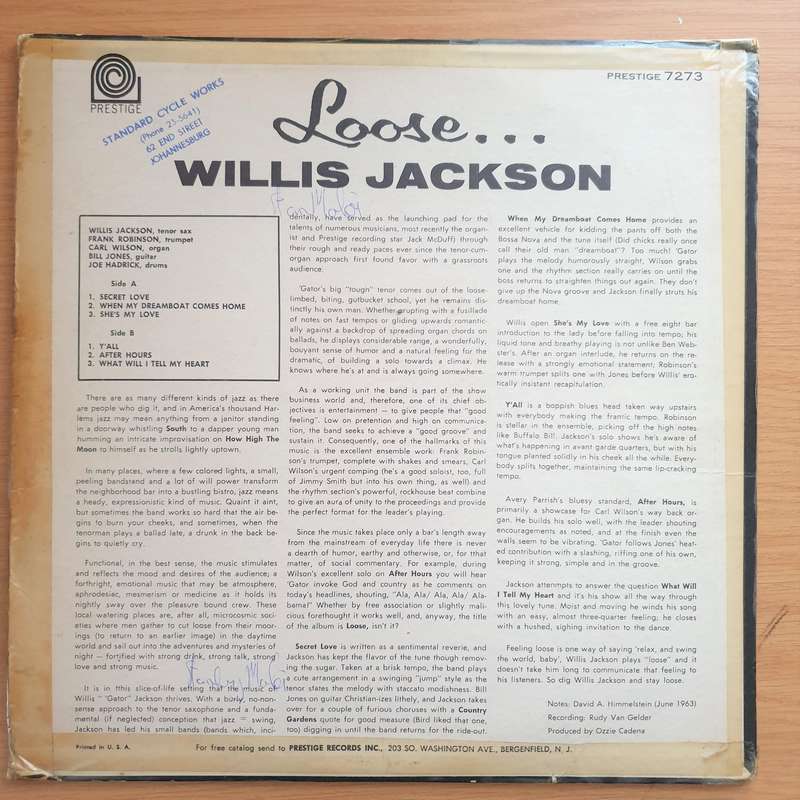 PRESTIGE
PRESTIGE 7273
STANDARD CYCLE WORKS
(Phone 23-5641)
62 END STREET
JOHANNESBURG
Loose...
WILLIS JACKSON
WILLIS JACKSON, tenor sax
FRANK ROBINSON, trumpet
CARL WILSON, organ
BILL JONES, guitar
JOE HADRICK, drums
Side A
1. SECRET LOVE
2. WHEN MY DREAMBOAT COMES HOME
3. SHE'S MY LOVE
Side B
1. Y'ALL
2. AFTER HOURS
3. WHAT WILL I TELL MY HEART
There are as many different kinds of jazz as there
are people who dig it, and in America's thousand Har-
lems jazz may mean anything from a janitor standing
in a doorway whistling South to a dapper young man
humming an intricate improvisation on How High The
Moon to himself as he strolls lightly uptown.
In many places, where a few colored lights, a small,
peeling bandstand and a lot of will power transform
the neighborhood bar into a bustling bistro, jazz means
a heady, expressionistic kind of music. Quaint it aint,
but sometimes the band works so hard that the air be-
gins to burn your cheeks, and sometimes, when the
tenorman plays a ballad late, a drunk in the back be-
gins to quietly cry.
Functional, in the best sense, the music stimulates
and reflects the mood and desires of the audience; a
forthright, emotional music that may be atmosphere,
aphrodesiac, mesmerism or medicine as it holds its
nightly sway over the pleasure bound crew. These
local watering places are, after all, microcosmic soci-
eties where men gather to cut loose from their moor-
ings (to return to an earlier image) in the daytime
world and sail out into the adventures and mysteries of
night — fortified with strong drink, strong talk, strong
love and strong music.
It is in this slice-of-life setting that the music of
Willis "'Gator" Jackson thrives. With a burly, no-non-
sense approach to the tenor saxophone and a funda-
mental (if neglected) conception that jazz = swing,
Jackson has led his small bands (bands which, inci-
dentally, have served as the launching pad for the
talents of numerous musicians, most recently the organ-
ist and Prestige recording star Jack McDuff) through
their rough and ready paces ever since the tenor-cum-
organ approach first found favor with a grassroots
audience.
'Gator's big "tough" tenor comes out of the loose-
limbed, biting, gutbucket school, yet he remains dis-
tinctly his own man. Whether erupting with a fusillade
of notes on fast tempos or gliding upwards romantic-
ally against a backdrop of spreading organ chords on
ballads, he displays considerable range, a wonderfully,
bouyant sense of humor and a natural feeling for the
dramatic, of building a solo towards a climax. He
knows where he's at and is always going somewhere.
As a working unit the band is part of the show
business world and, therefore, one of its chief ob-
jectives is entertainment — to give people that "good
feeling". Low on pretention and high on communica-
tion, the band seeks to achieve a "good groove" and
sustain it. Consequently, one of the hallmarks of this
music is the excellent ensemble work: Frank Robin-
son's trumpet, complete with shakes and smears, Carl
Wilson's urgent comping (he's a good soloist, too, full
of Jimmy Smith but into his own thing, as well) and
the rhythm section's powerful, rockhouse beat combine
to give an aura of unity to the proceedings and provide
the perfect format for the leader's playing.
Since the music takes place only a bar's length away
from the mainstream of everyday life there is never
a dearth of humor, earthy and otherwise, or, for tthat
matter, of social commentary. For example, during
Wilson's excellent solo on After Hours you will hear
'Gator invoke God and country as he comments on
today's headlines, shouting, "Ala, Ala/ Ala, Ala/ Ala-
bama!" Whether by free association or slightly mali-
cious forethought it works well, and, anyway, the title
of the album is Loose, isn't it?
Secret Love is written as a sentimental reverie, and
Jackson has kept the flavor of the tune though remov-
ing the sugar. Taken at a brisk tempo, the band plays
a cute arrangement in a swinging "jump" style as the
tenor states the melody with staccato modishness. Bill
Jones on guitar Christian-izes lithely, and Jackson takes
over for a couple of furious choruses with a Country
Gardens quote for good measure (Bird liked that one,
too) digging in until the band returns for the ride-out.
When My Dreamboat Comes Home provides an
excellent vehicle for kidding the pants off both the
Bossa Nova and the tune itself (Did chicks really once
call their old man "dreamboat"? Too much! 'Gator
plays the melody humorously straight, Wilson grabs
one and the rhythm section really carries on until the
boss returns to straighten things out again. They don't
give up the Nova groove and Jackson finally struts his
dreamboat home.
Willis open She's My Love with a free eight bar
introduction to the lady before falling into tempo; his
liquid tone and breathy playing is not unlike Ben Web-
ster's. After an organ interlude, he returns on the re-
lease with a strongly emotional statement; Robinson's
warm trumpet splits one with Jones before Willis' erra-
tically insistant recapitulation.
Y'All is a boppish blues head taken way upstairs
with everybody making the frantic tempo. Robinson
is stellar in the ensemble, picking off the high notes
like Buffalo Bill. Jackson's solo shows he's aware of
what's happening in avant garde quarters, but with his
tongue planted solidly in his cheek all the while. Every-
body splits together, maintaining the same lip-cracking
tempo.
Avery Parrish's bluesy standard, After Hours, is
primarily a showcase for Carl Wilson's way back or-
gan. He builds his solo well, with the leader shouting
encouragements as noted, and at the finish even the
walls seem to be vibrating. 'Gator follows Jones' heat-
ed contribution with a slashing, riffing one of his own,
keeping it strong, simple and in the groove.
Jackson attenmpts to answer the question What Will
I Tell My Heart and it's his show all the way through
this lovely tune. Moist and moving he winds his song
with an easy, almost three-quarter feeling; he closes
with a hushed, sighing invitation to the dance.
Feeling loose is one way of saying 'relax, and swing
the world, baby', Willis Jackson plays "loose" and it
doesn't take him long to communicate that feeling to
his listeners. So dig Willis Jackson and stay loose.
Notes: David A. Himmelstein (June 1963)
Recording: Rudy Van Gelder
Produced by Ozzie Cadena
Printed in U. S. A.
For free catalog send to PRESTIGE RECORDS INC., 203 SO. WASHINGTON AVE., BERGENFIELD, N. J.